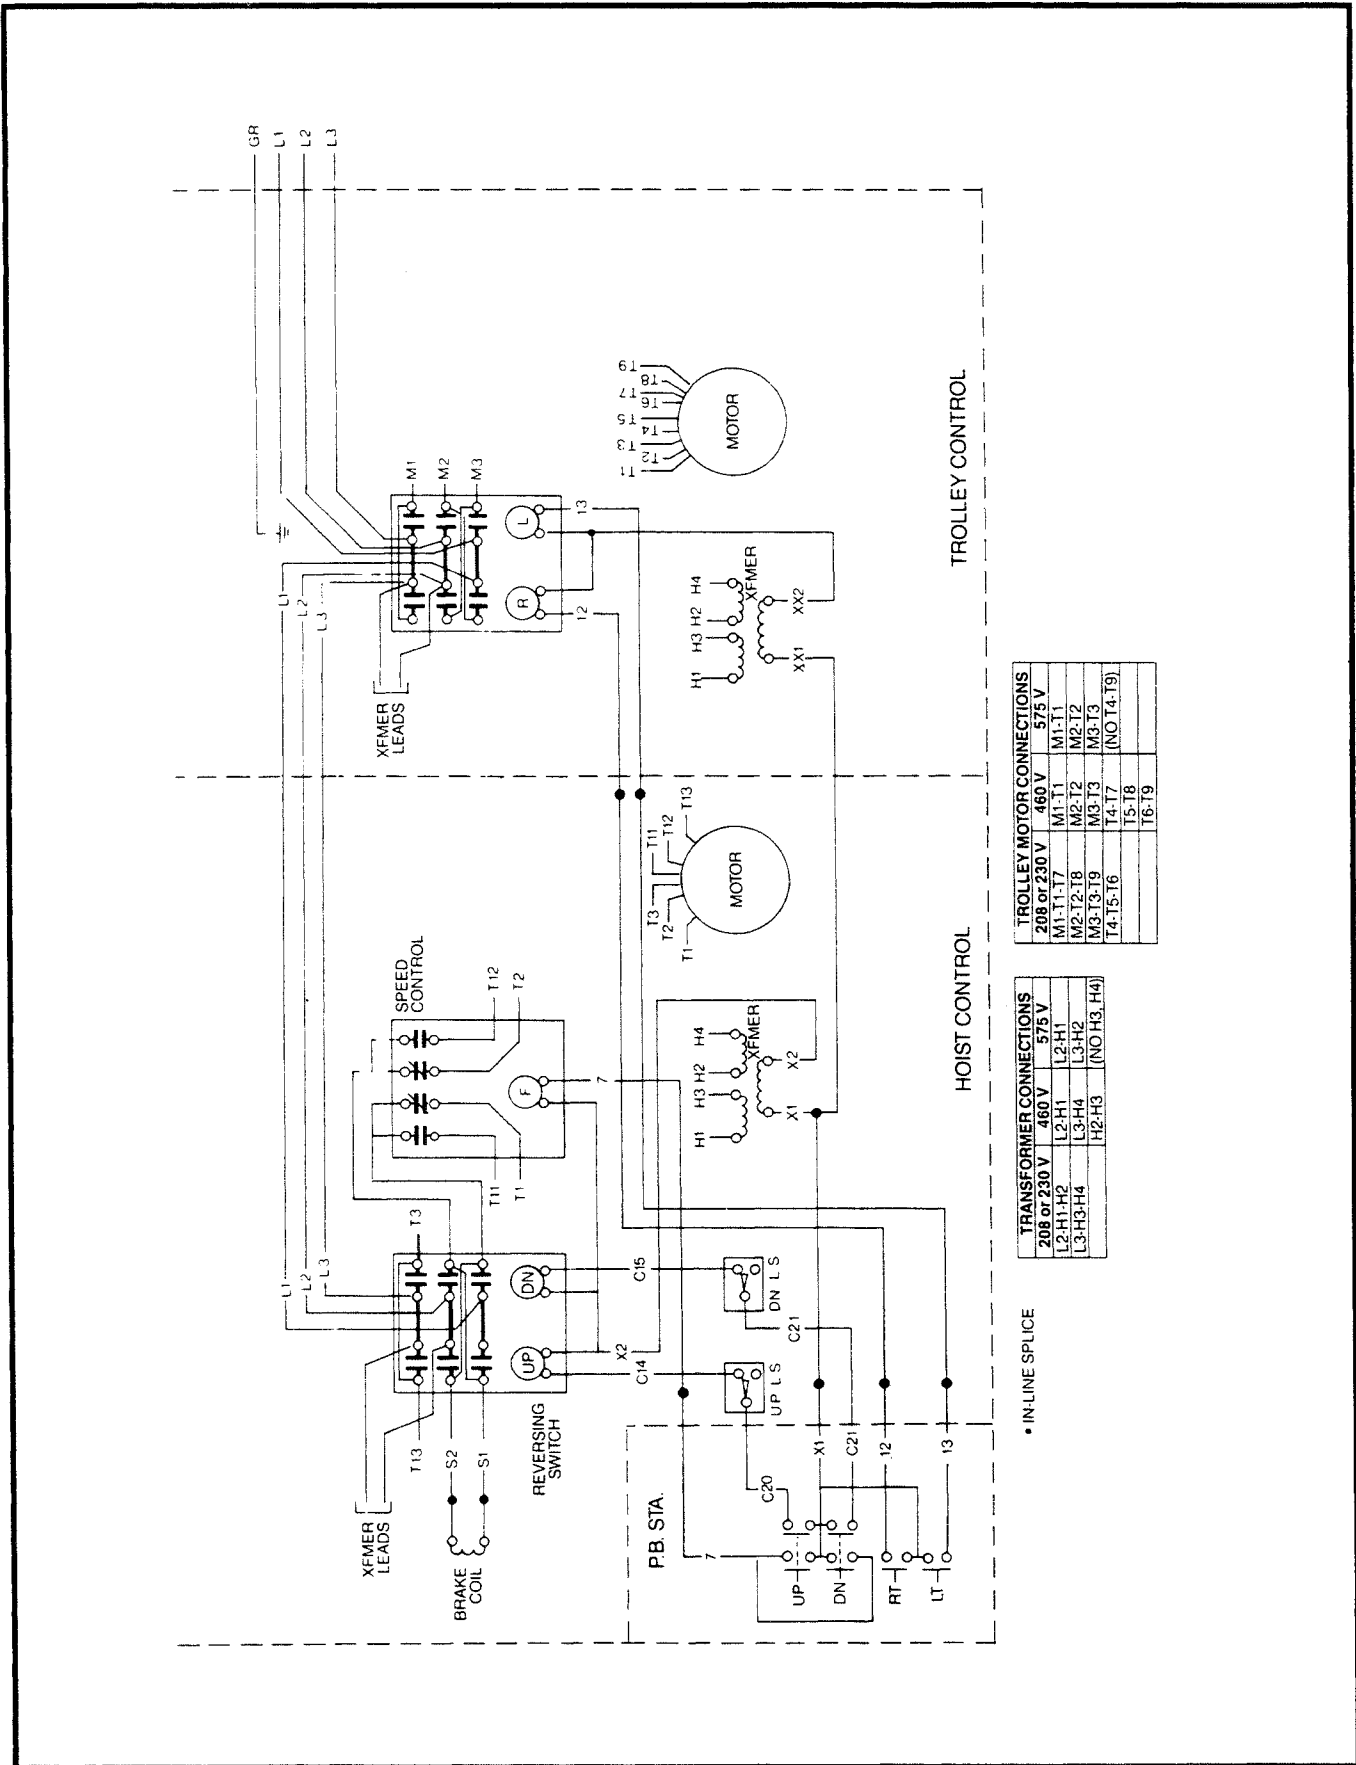 GR
L1
L2
L3
M1
M2
M3
L1
L2
L3
XFMER
LEADS
R
L
12
13
T1
T2
T3
T4
T5
T6
T7
T8
T9
MOTOR
H1
H3
H2
H4
XFMER
XX1
XX2
TROLLEY CONTROL
SPEED
CONTROL
T12
T2
T11
T1
F
7
T1
T2
T3
T11
T12
T13
MOTOR
H1
H3
H2
H4
XFMER
X1
X2
HOIST CONTROL
L1
L2
L3
T3
XFMER
LEADS
T13
S2
S1
BRAKE
COIL
REVERSING
SWITCH
UP
DN
X2
C14
C15
UP L S
DN L S
C21
P.B. STA.
7
C20
X1
C21
12
13
UP
DN
RT
LT
TRANSFORMER CONNECTIONS
208 or 230 V 460 V 575 V
L2-H1-H2 L2-H1 L2-H1
L3-H3-H4 L3-H4 L3-H2
H2-H3 (NO H3, H4)
TROLLEY MOTOR CONNECTIONS
208 or 230 V 460 V 575 V
M1-T1-T7 M1-T1 M1-T1
M2-T2-T8 M2-T2 M2-T2
M3-T3-T9 M3-T3 M3-T3
T4-T5-T6 T4-T7 (NO T4-T9)
T5-T8
T6-T9
• IN-LINE SPLICE